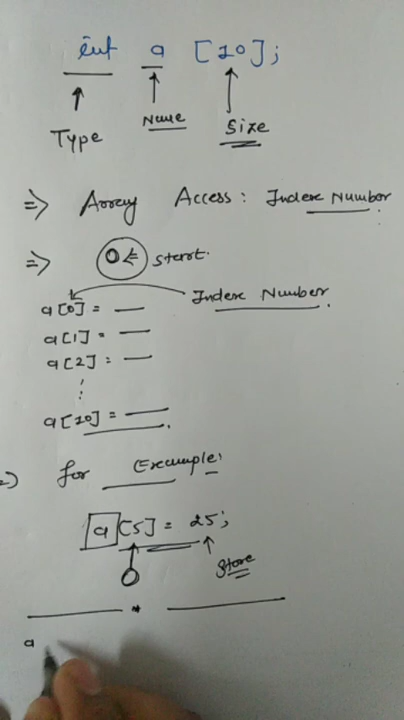 int a [10];
Type Name Size
=> Array Access: Index Number
=> 0 <= Start.
a[0] = — Index Number.
a[1] = —
a[2] = —
⋮
a[10] = —.
for Example:
a[5] = 25;
Store
*
a